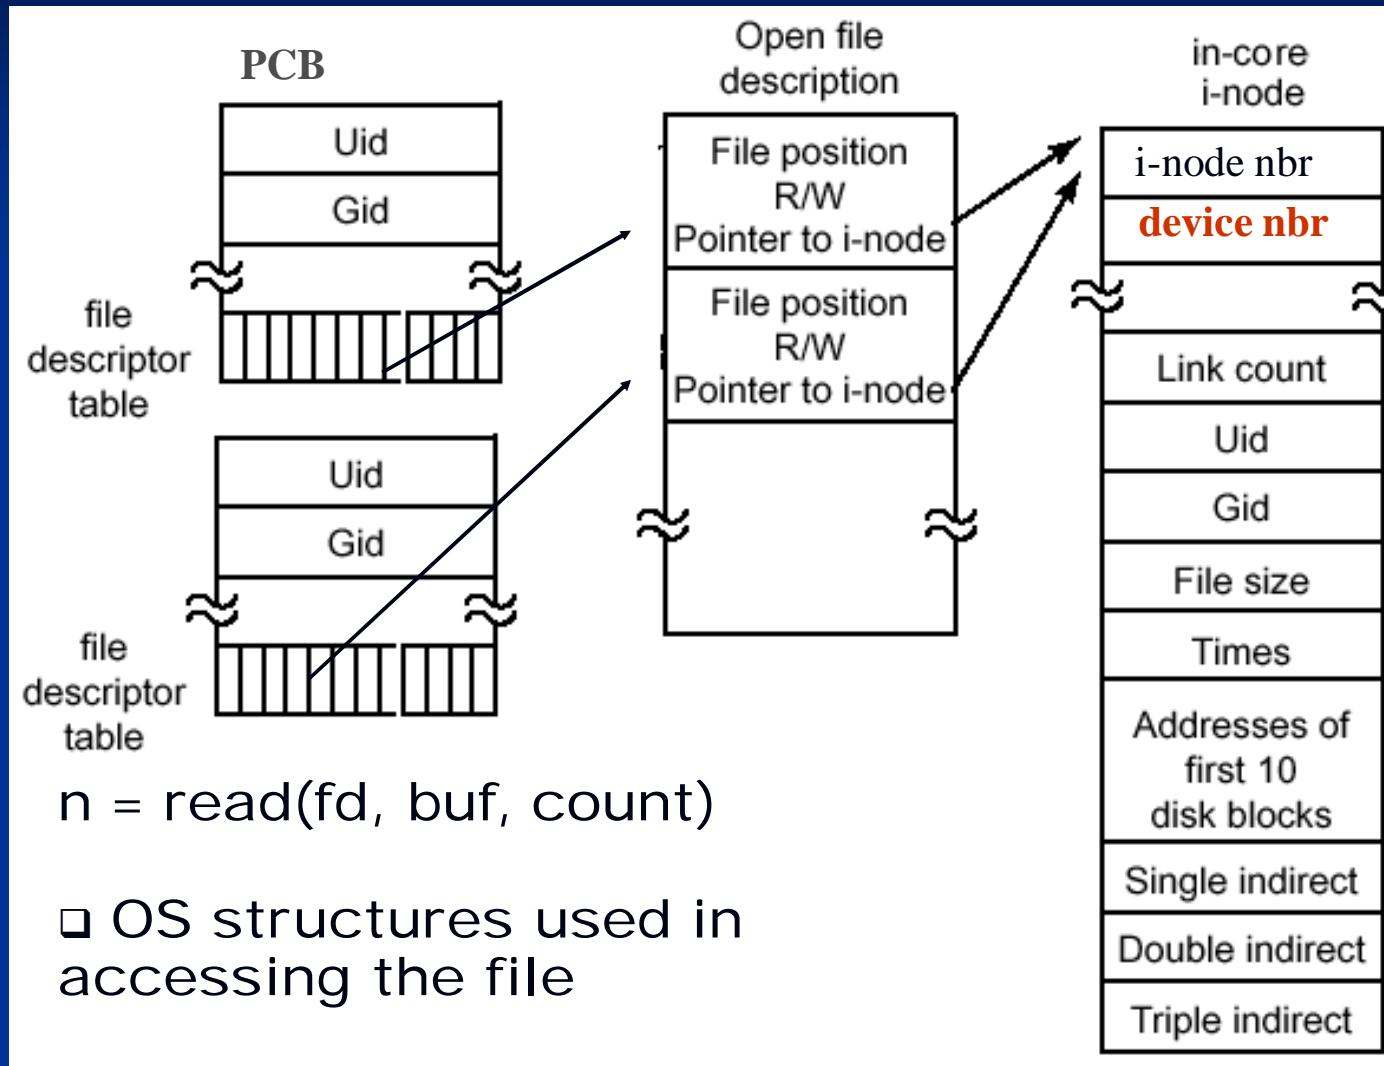 PCB
Uid
Gid
file
descriptor
table
Uid
Gid
file
descriptor
table
Open file
description
File position
R/W
Pointer to i-node
File position
R/W
Pointer to i-node
in-core
i-node
i-node nbr
device nbr
Link count
Uid
Gid
File size
Times
Addresses of
first 10
disk blocks
Single indirect
Double indirect
Triple indirect
n = read(fd, buf, count)
❑ OS structures used in
accessing the file